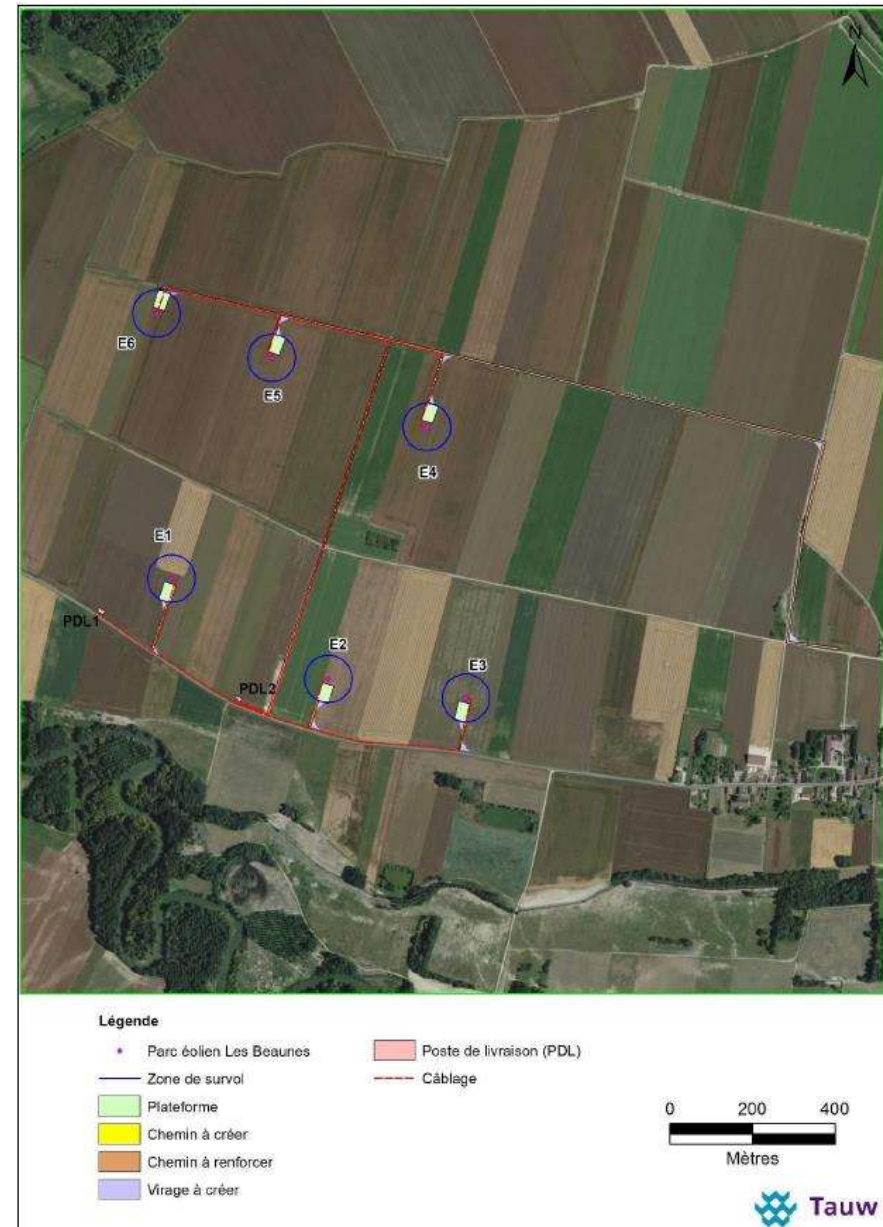 N
E6
E5
E4
E1
PDL1
E2
E3
PDL2
Légende
Parc éolien Les Beaunes
Zone de survol
Plateforme
Chemin à créer
Chemin à renforcer
Virage à créer
Poste de livraison (PDL)
Câblage
0 200 400
Mètres
Tauw